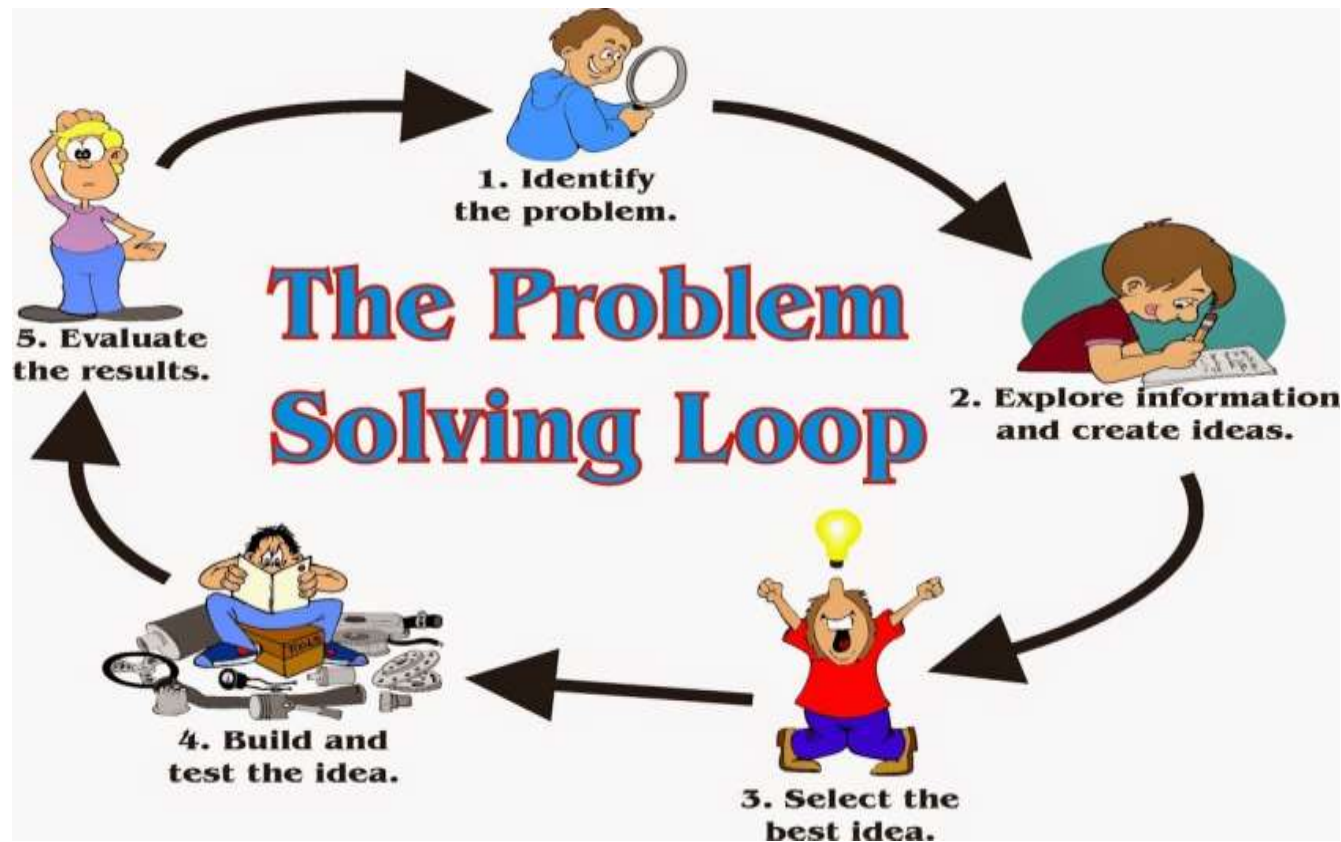 The Problem
Solving Loop
1. Identify
the problem.
2. Explore information
and create ideas.
3. Select the
best idea.
4. Build and
test the idea.
5. Evaluate
the results.
TOOLS